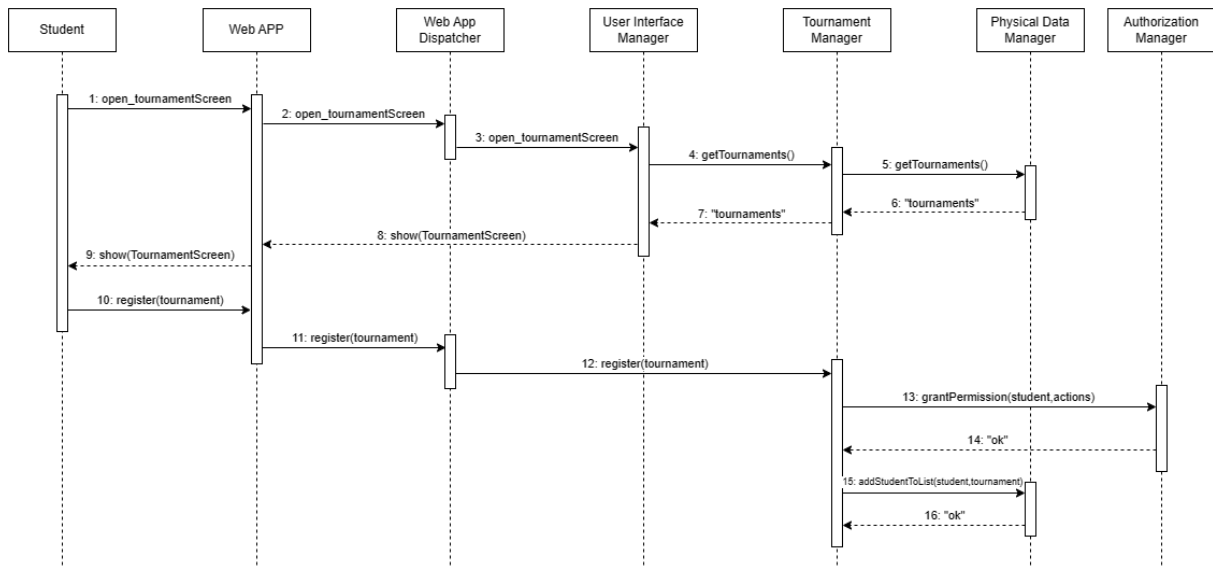 Student
Web APP
Web App
Dispatcher
User Interface
Manager
Tournament
Manager
Physical Data
Manager
Authorization
Manager
1: open_tournamentScreen
2: open_tournamentScreen
3: open_tournamentScreen
4: getTournaments()
5: getTournaments()
6: "tournaments"
7: "tournaments"
8: show(TournamentScreen)
9: show(TournamentScreen)
10: register(tournament)
11: register(tournament)
12: register(tournament)
13: grantPermission(student,actions)
14: "ok"
15: addStudentToList(student,tournament)
16: "ok"